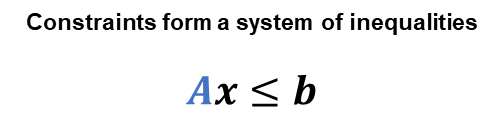 Constraints form a system of inequalities
Ax ≤ b